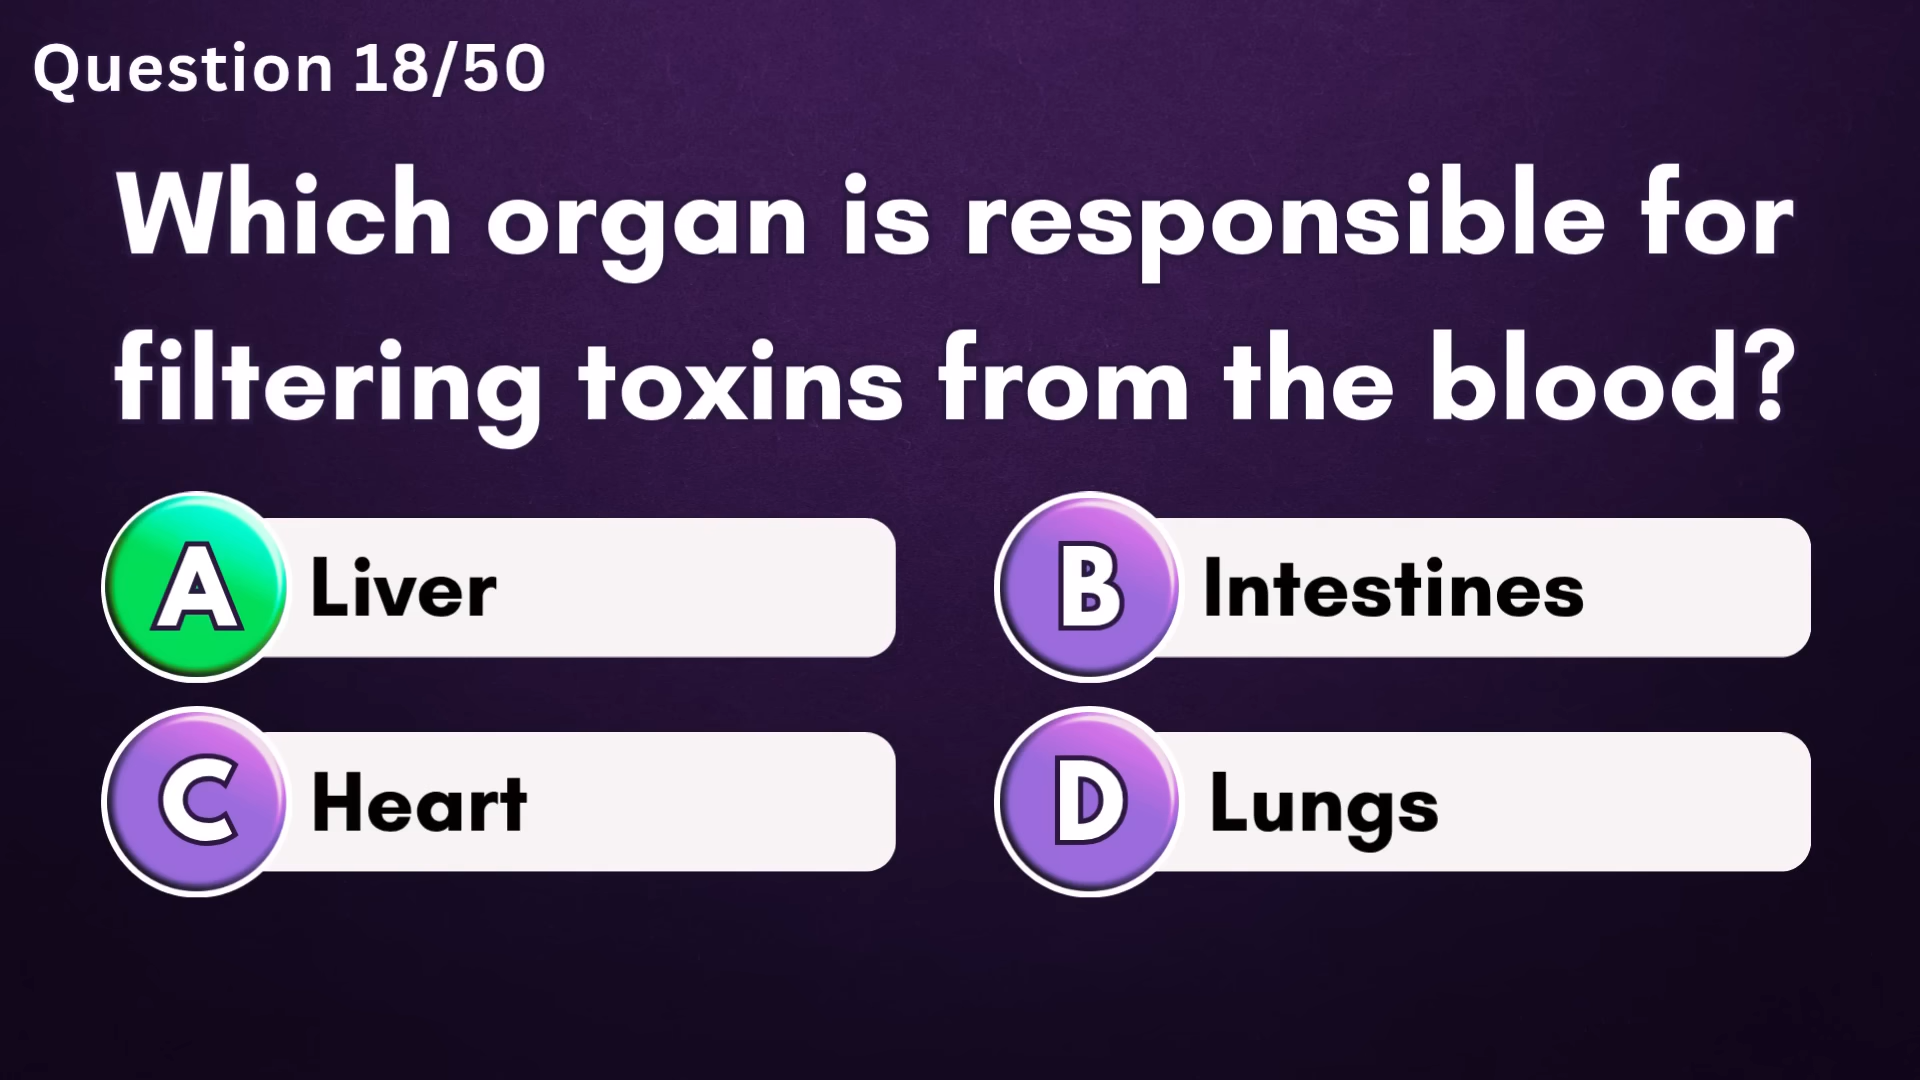 Question 18/50
Which organ is responsible for
filtering toxins from the blood?
A Liver
B Intestines
C Heart
D Lungs